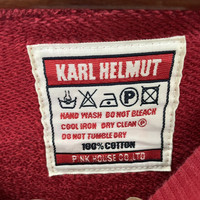 KARL HELMUT
P
HAND WASH DO NOT BLEACH
COOL IRON DRY CLEAN P
DO NOT TUMBLE DRY
100% COTTON
PINK HOUSE CO.,LTD